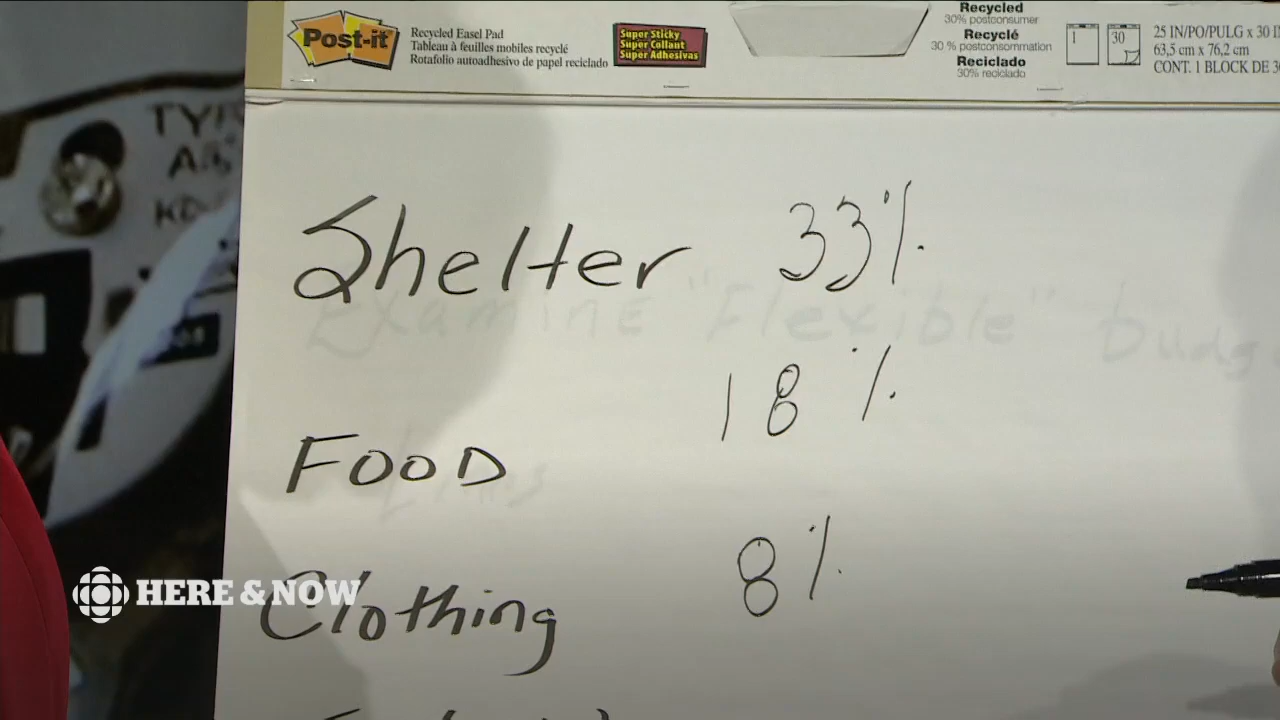 Post-it
Recycled Easel Pad
Tableau à feuilles mobiles recyclé
Rotafolio autoadhesivo de papel reciclado
Super Sticky
Super Collant
Super Adhesivas
Recycled
30% postconsumer
Recyclé
30 % postconsommation
Reciclado
30% reciclado
1
30
25 IN/PO/PULG x 30
63,5 cm x 76,2 cm
CONT. 1 BLOCK DE
Shelter 33%
Examine "Flexible"
18%
FOOD
8%
Clothing
HERE & NOW